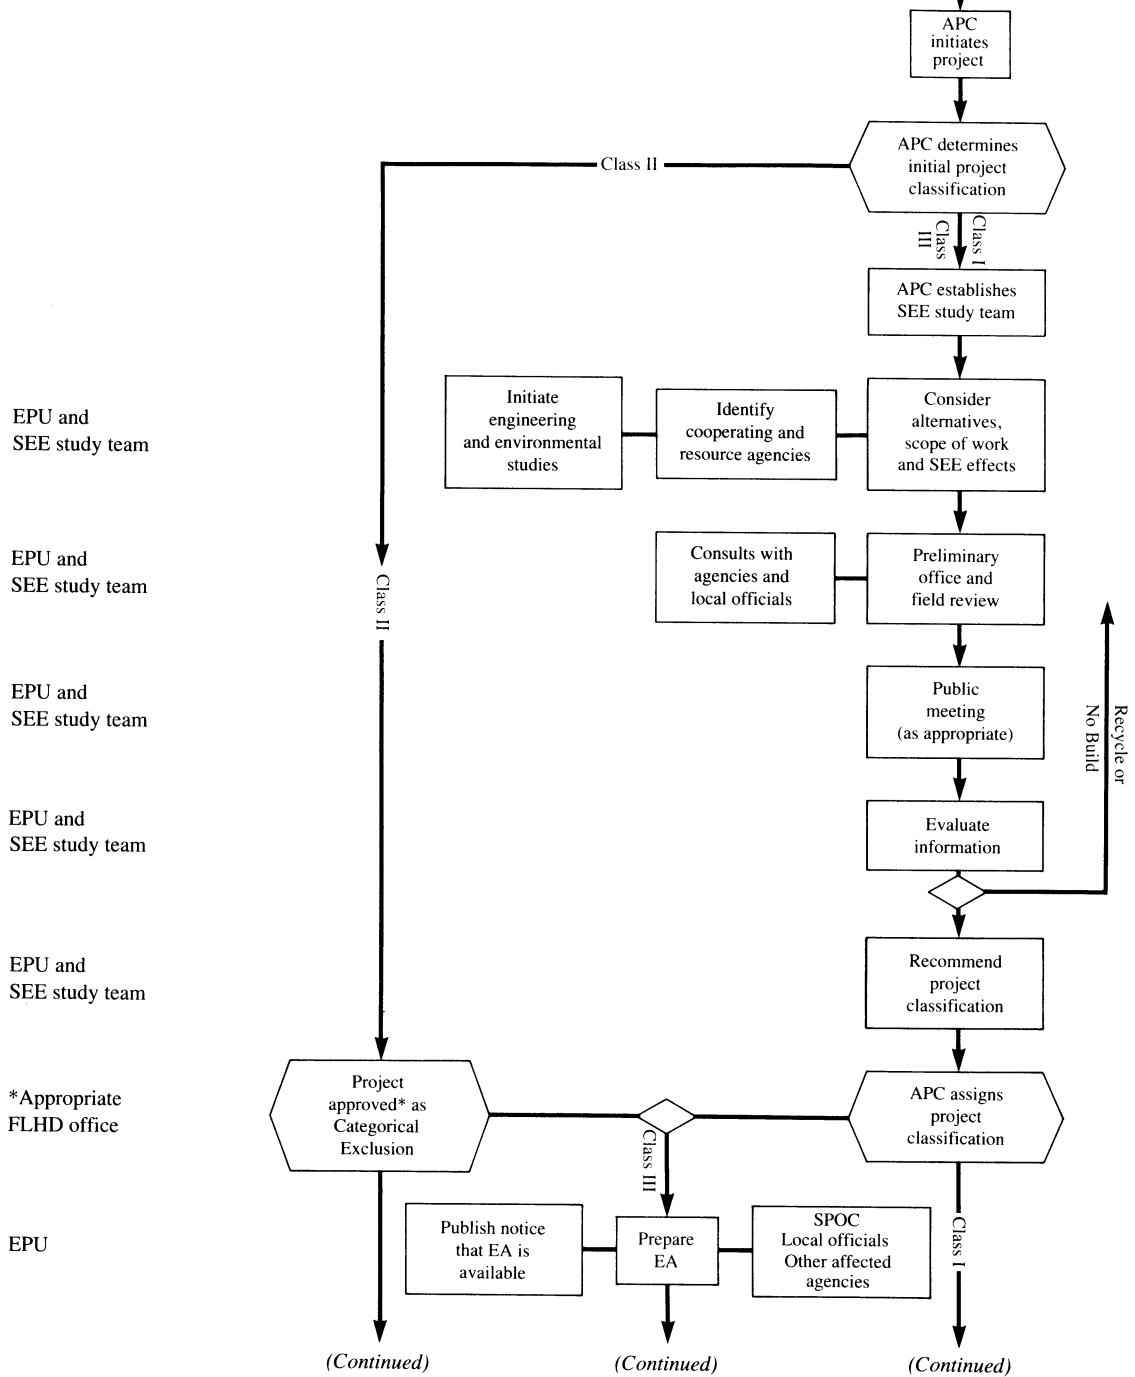 APC
initiates
project
APC determines
initial project
classification
Class II
Class I
Class
III
APC establishes
SEE study team
EPU and
SEE study team
Initiate
engineering
and environmental
studies
Identify
cooperating and
resource agencies
Consider
alternatives,
scope of work
and SEE effects
EPU and
SEE study team
Class II
Consults with
agencies and
local officials
Preliminary
office and
field review
EPU and
SEE study team
Public
meeting
(as appropriate)
Recycle or
No Build
EPU and
SEE study team
Evaluate
information
EPU and
SEE study team
Recommend
project
classification
*Appropriate
FLHD office
Project
approved* as
Categorical
Exclusion
Class III
APC assigns
project
classification
EPU
Publish notice
that EA is
available
Prepare
EA
SPOC
Local officials
Other affected
agencies
Class I
(Continued)
(Continued)
(Continued)